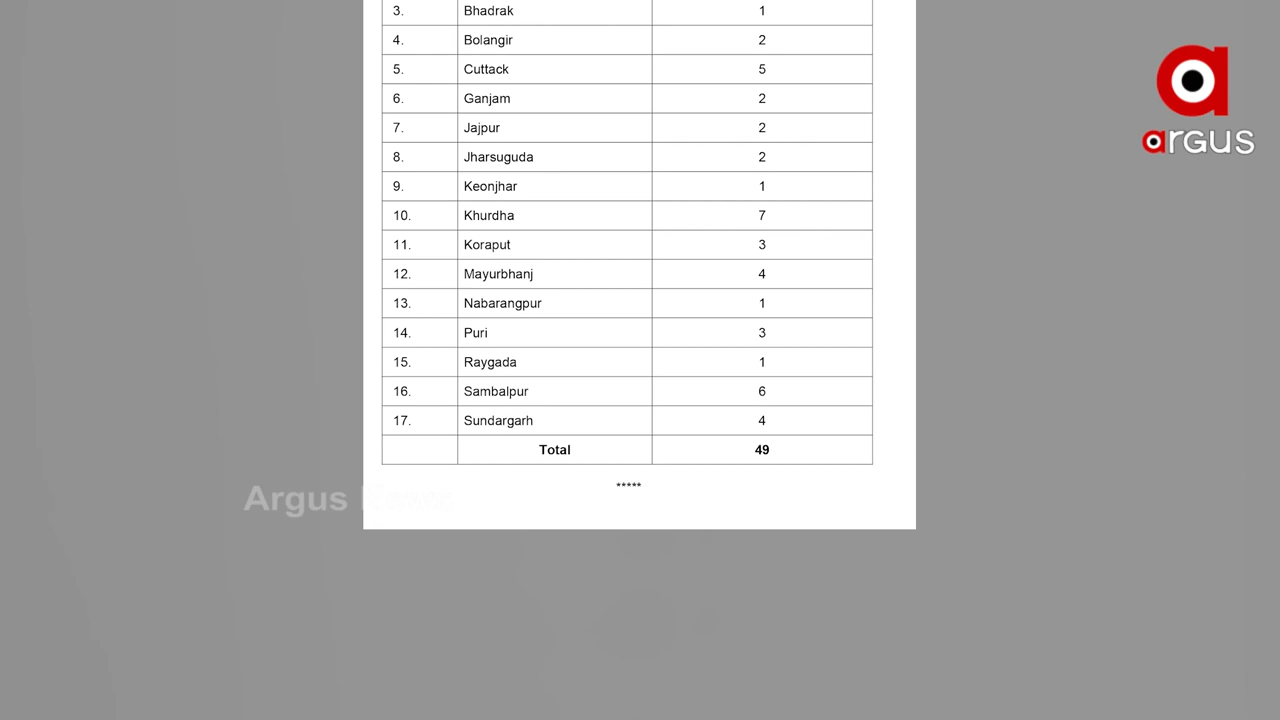 3. Bhadrak 1
4. Bolangir 2
5. Cuttack 5
6. Ganjam 2
7. Jajpur 2
8. Jharsuguda 2
9. Keonjhar 1
10. Khurdha 7
11. Koraput 3
12. Mayurbhanj 4
13. Nabarangpur 1
14. Puri 3
15. Raygada 1
16. Sambalpur 6
17. Sundargarh 4
Total 49
*****
argus
Argus News